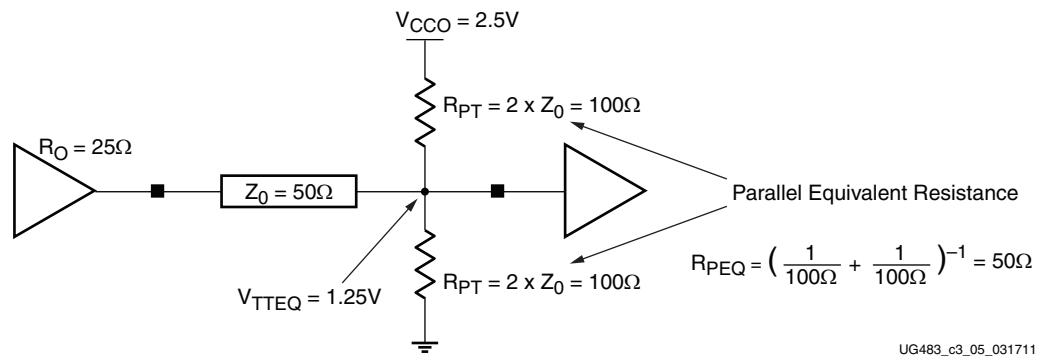 V_CCO = 2.5V
R_PT = 2 x Z_0 = 100Ω
R_O = 25Ω
Z_0 = 50Ω
Parallel Equivalent Resistance
R_PEQ = ( 1/100Ω + 1/100Ω )^–1 = 50Ω
R_PT = 2 x Z_0 = 100Ω
V_TTEQ = 1.25V
UG483_c3_05_031711